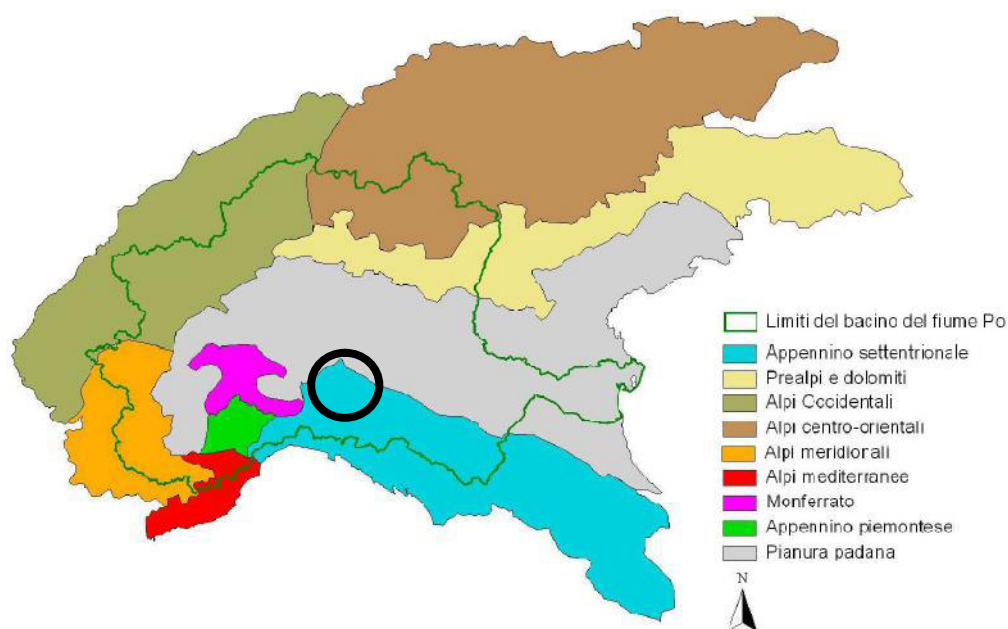 Limiti del bacino del fiume Po
Appennino settentrionale
Prealpi e dolomiti
Alpi Occidentali
Alpi centro-orientali
Alpi meridionali
Alpi mediterranee
Monferrato
Appennino piemontese
Pianura padana
N